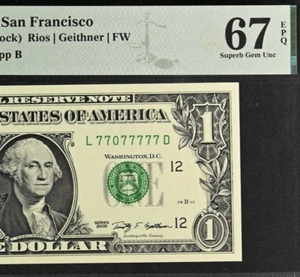 San Francisco
ock) Rios | Geithner | FW
pp B
67 EPQ
Superb Gem Unc
L RESERVE NOTE
STATES OF AMERICA
L 77077777 D
WASHINGTON, D.C.
12
1
SERIES
2009
12
E DOLLAR